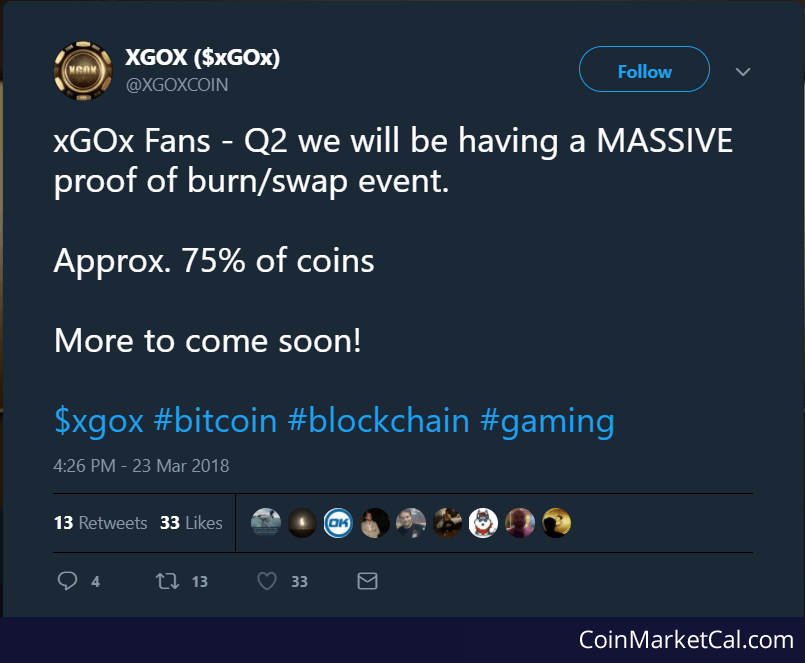 XGOX
XGOX ($xGOx)
@XGOXCOIN
Follow
xGOx Fans - Q2 we will be having a MASSIVE
proof of burn/swap event.
Approx. 75% of coins
More to come soon!
$xgox #bitcoin #blockchain #gaming
4:26 PM - 23 Mar 2018
13 Retweets 33 Likes
OK
4 13 33
CoinMarketCal.com